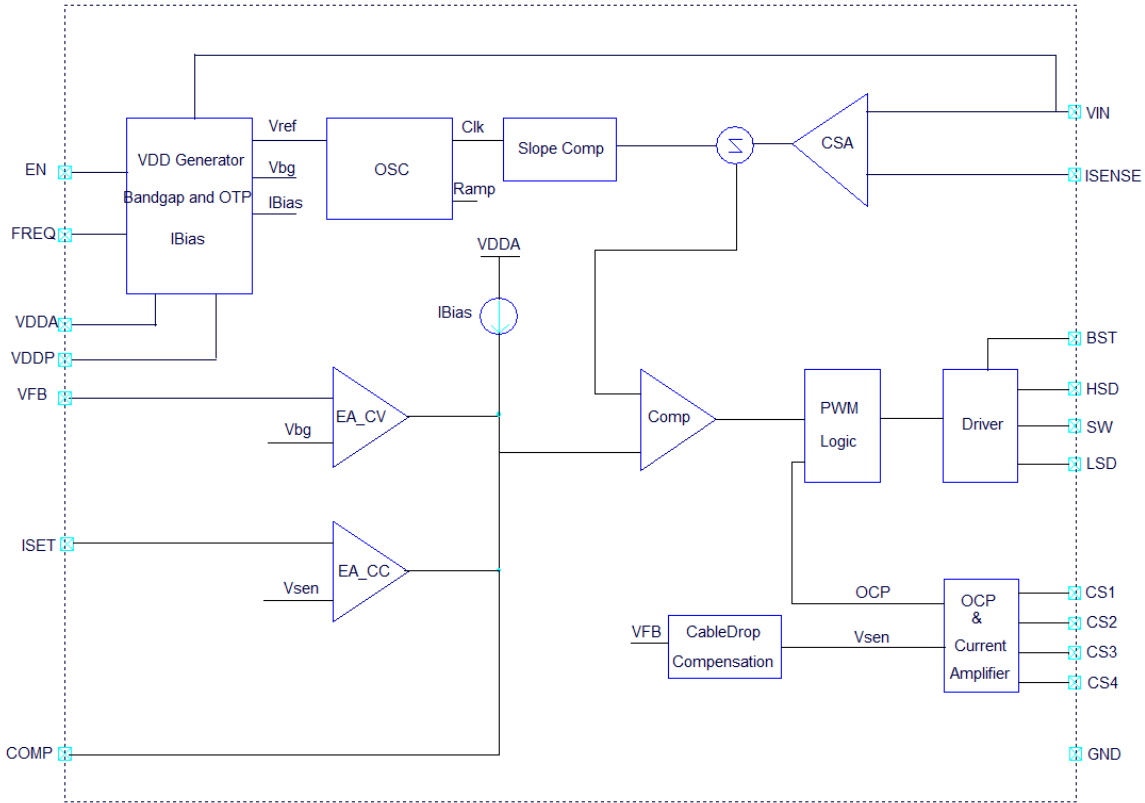 VIN
ISENSE
EN
FREQ
VDDA
VDDP
VFB
ISET
COMP
VDD Generator
Bandgap and OTP
IBias
Vref
Vbg
IBias
OSC
Clk
Ramp
Slope Comp
Σ
CSA
VDDA
IBias
EA_CV
Vbg
EA_CC
Vsen
Comp
PWM
Logic
Driver
BST
HSD
SW
LSD
OCP
VFB
CableDrop
Compensation
Vsen
OCP
&
Current
Amplifier
CS1
CS2
CS3
CS4
GND